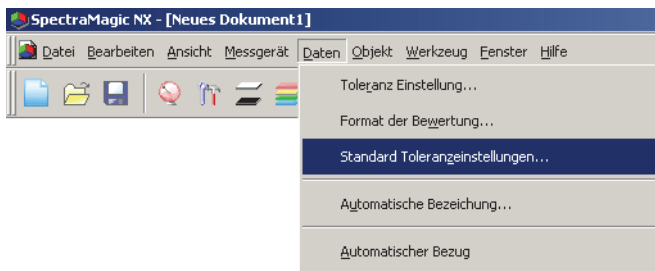 SpectraMagic NX - [Neues Dokument1]
Datei Bearbeiten Ansicht Messgerät Daten Objekt Werkzeug Fenster Hilfe
Toleranz Einstellung...
Format der Bewertung...
Standard Toleranzeinstellungen...
Automatische Bezeichung...
Automatischer Bezug